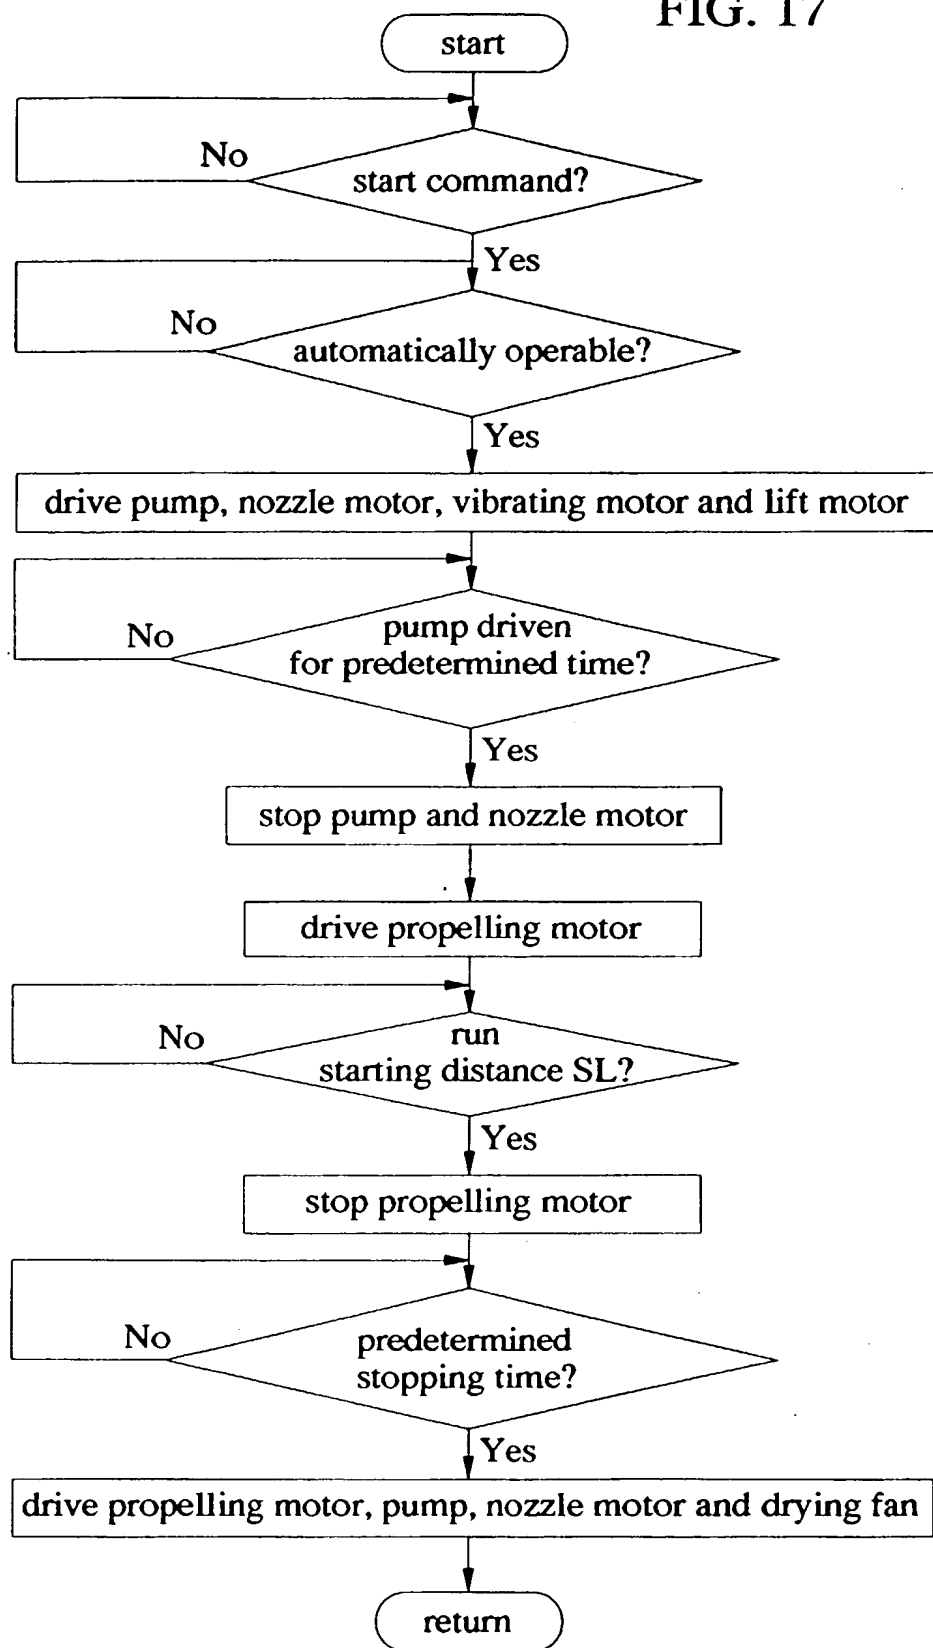 FIG. 17
start
No
start command?
Yes
No
automatically operable?
Yes
drive pump, nozzle motor, vibrating motor and lift motor
No
pump driven
for predetermined time?
Yes
stop pump and nozzle motor
drive propelling motor
No
run
starting distance SL?
Yes
stop propelling motor
No
predetermined
stopping time?
Yes
drive propelling motor, pump, nozzle motor and drying fan
return